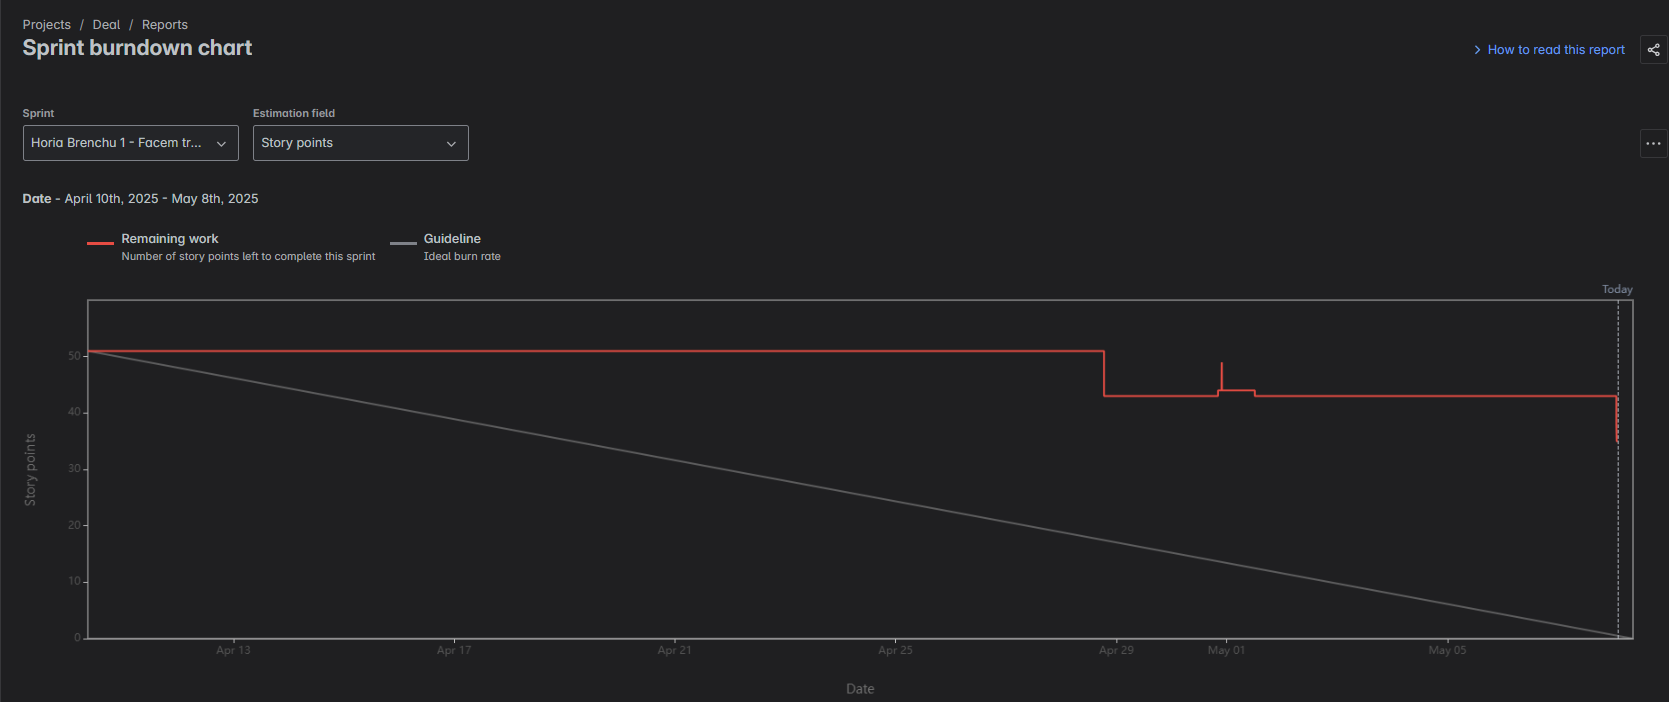 Projects / Deal / Reports
Sprint burndown chart
How to read this report
Sprint
Estimation field
Horia Brenchu 1 - Facem tr...
Story points
Date - April 10th, 2025 - May 8th, 2025
Remaining work
Number of story points left to complete this sprint
Guideline
Ideal burn rate
Today
50
40
30
20
10
0
Story points
Apr 13
Apr 17
Apr 21
Apr 25
Apr 29
May 01
May 05
Date